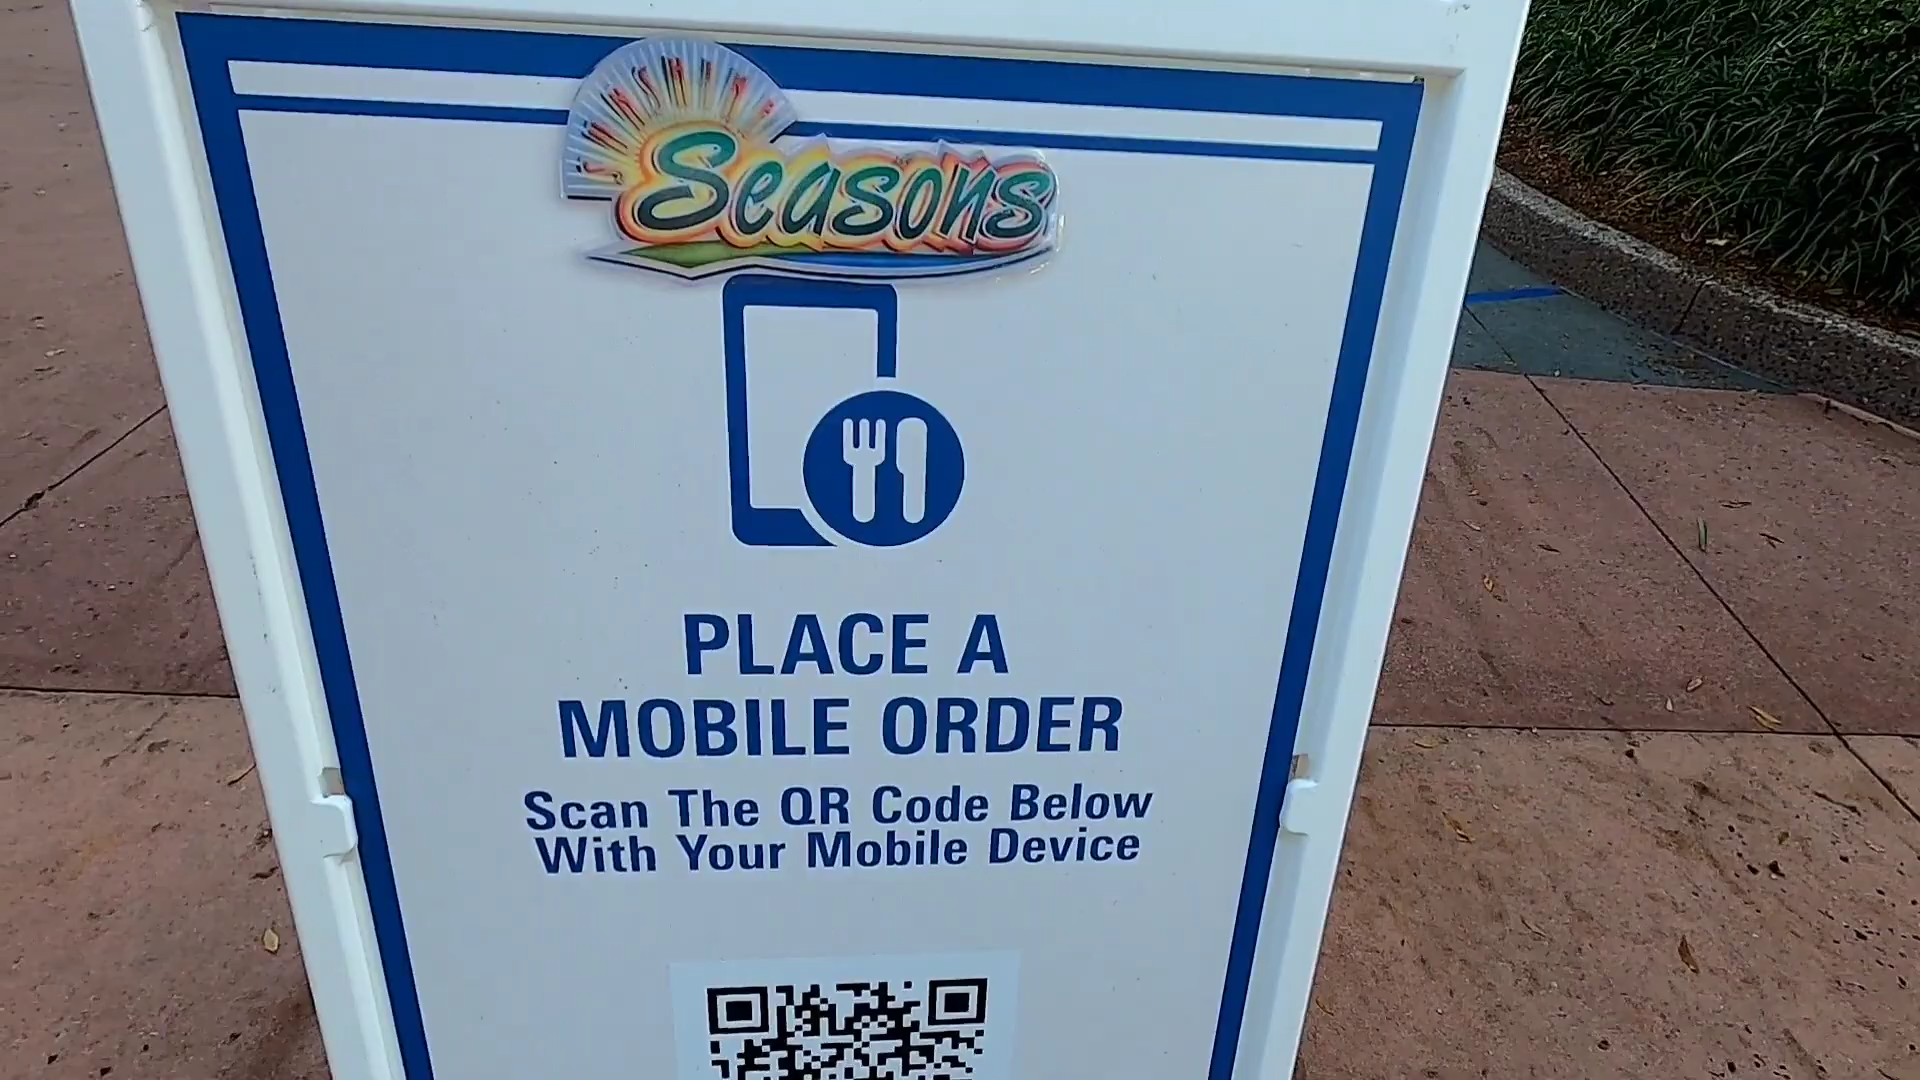 SUNSHINE
Seasons
PLACE A
MOBILE ORDER
Scan The QR Code Below
With Your Mobile Device